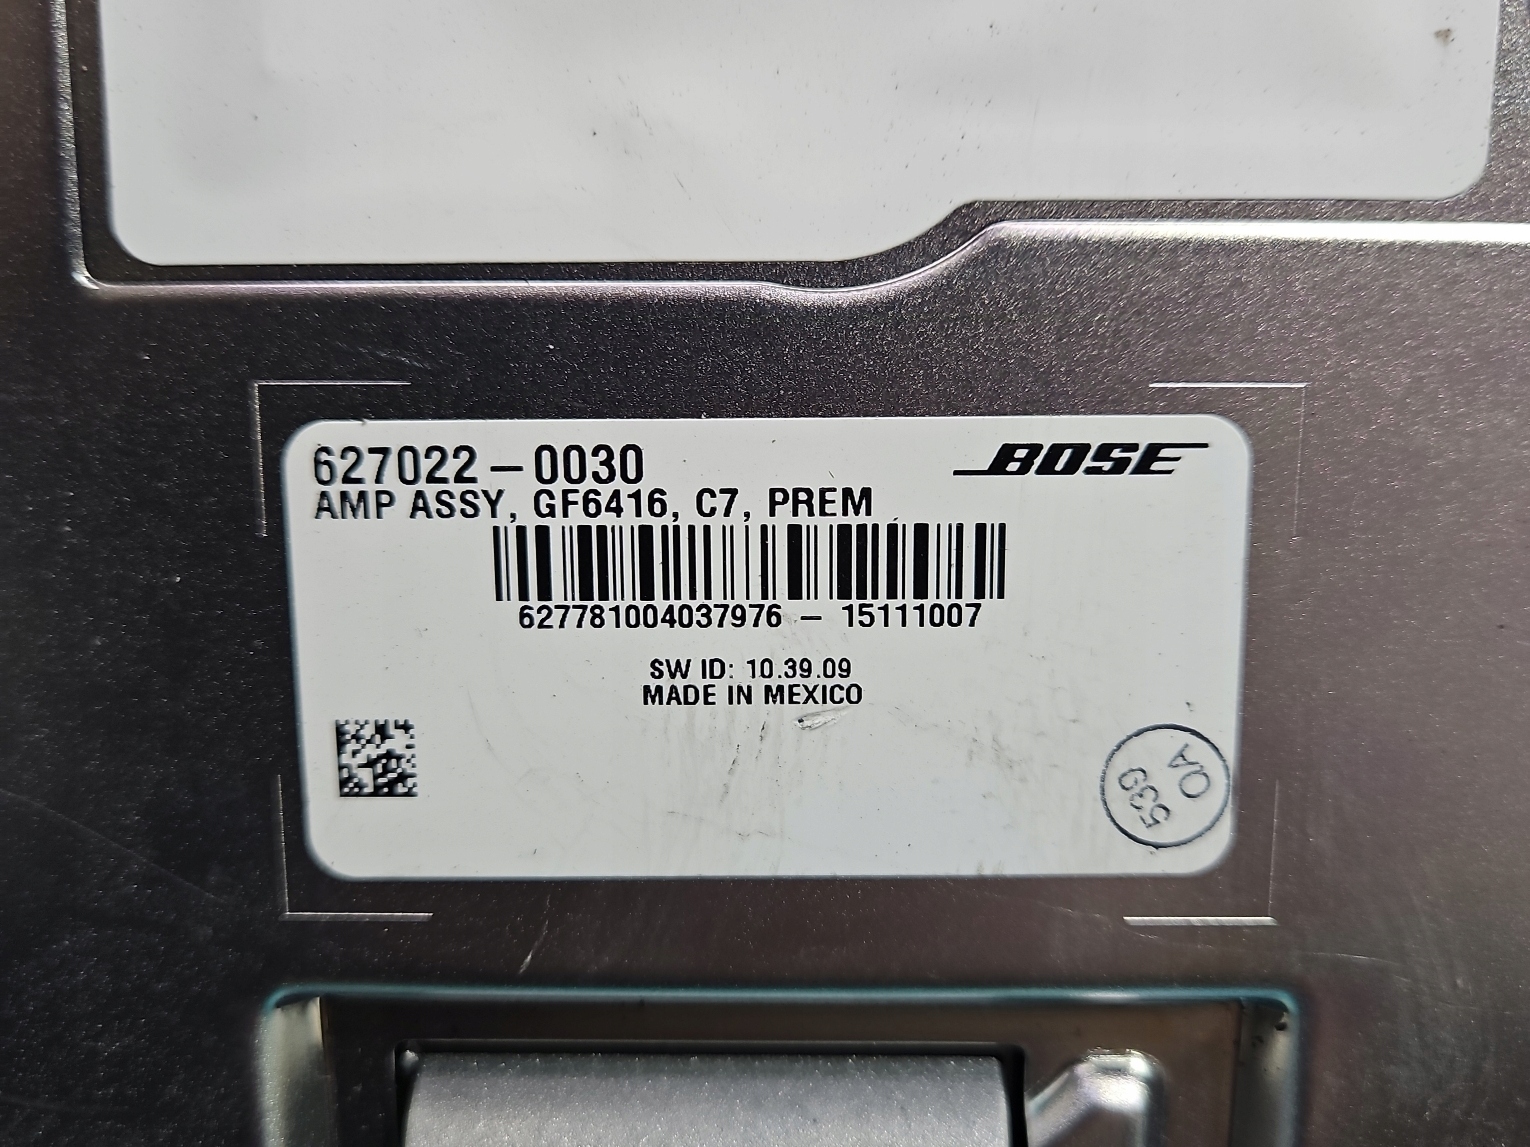 627022-0030
BOSE
AMP ASSY, GF6416, C7, PREM
627781004037976 - 15111007
SW ID: 10.39.09
MADE IN MEXICO
539
QA